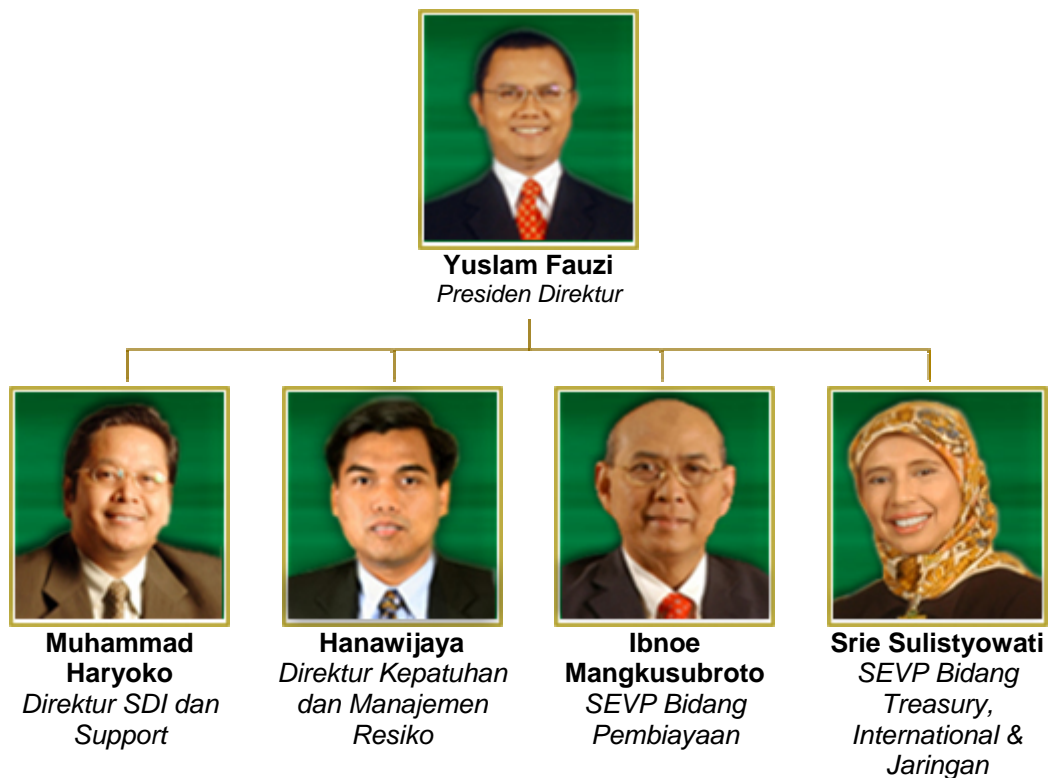 Yuslam Fauzi
Presiden Direktur
Muhammad
Haryoko
Direktur SDI dan
Support
Hanawijaya
Direktur Kepatuhan
dan Manajemen
Resiko
Ibnoe
Mangkusubroto
SEVP Bidang
Pembiayaan
Srie Sulistyowati
SEVP Bidang
Treasury,
International &
Jaringan